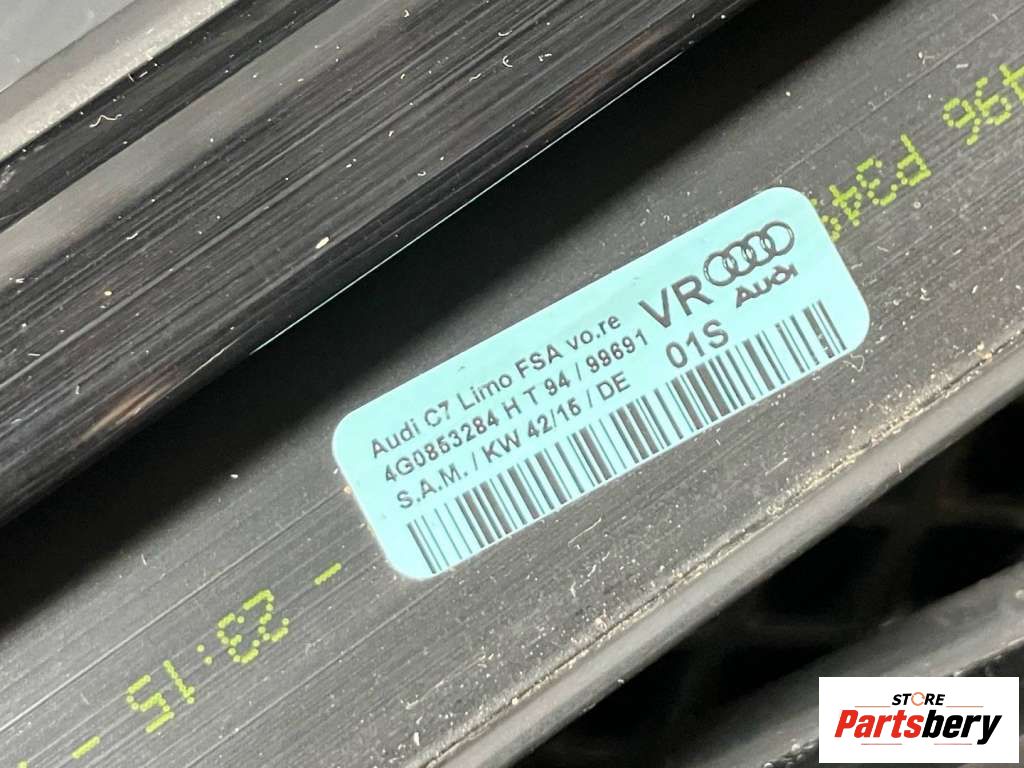 Audi C7 Limo FSA vo.re
4G0853284 H T 94 / 99691
S.A.M. / KW 42/15 / DE
VR
Audi
01S
23:15
STORE
Partsbery